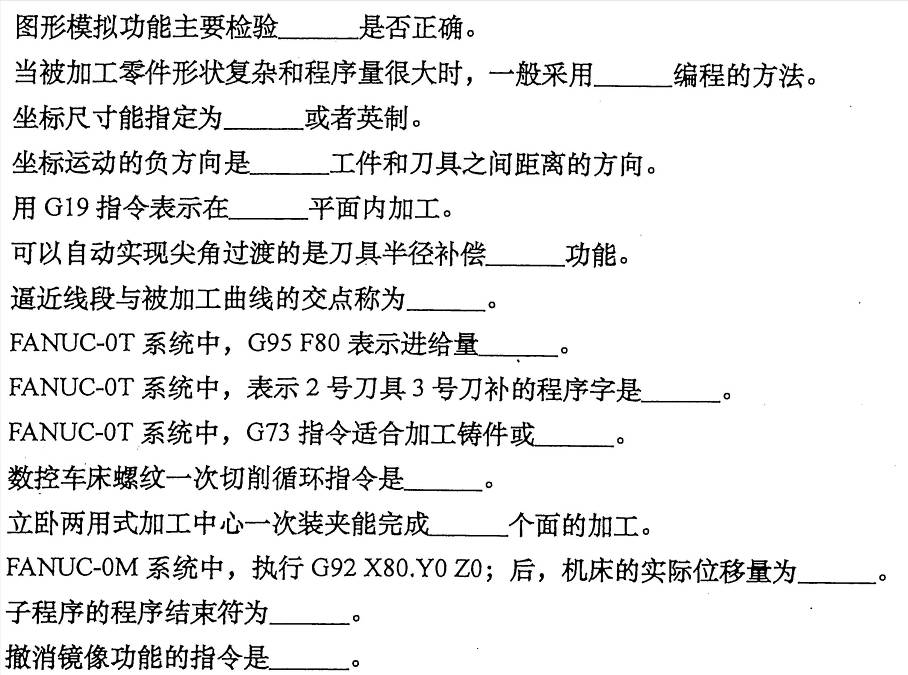 图形模拟功能主要检验______是否正确。
当被加工零件形状复杂和程序量很大时，一般采用______编程的方法。
坐标尺寸能指定为______或者英制。
坐标运动的负方向是______工件和刀具之间距离的方向。
用 G19 指令表示在______平面内加工。
可以自动实现尖角过渡的是刀具半径补偿______功能。
逼近线段与被加工曲线的交点称为______。
FANUC-0T 系统中，G95 F80 表示进给量______。
FANUC-0T 系统中，表示 2 号刀具 3 号刀补的程序字是______。
FANUC-0T 系统中，G73 指令适合加工铸件或______。
数控车床螺纹一次切削循环指令是______。
立卧两用式加工中心一次装夹能完成______个面的加工。
FANUC-0M 系统中，执行 G92 X80.Y0 Z0；后，机床的实际位移量为______。
子程序的程序结束符为______。
撤消镜像功能的指令是______。